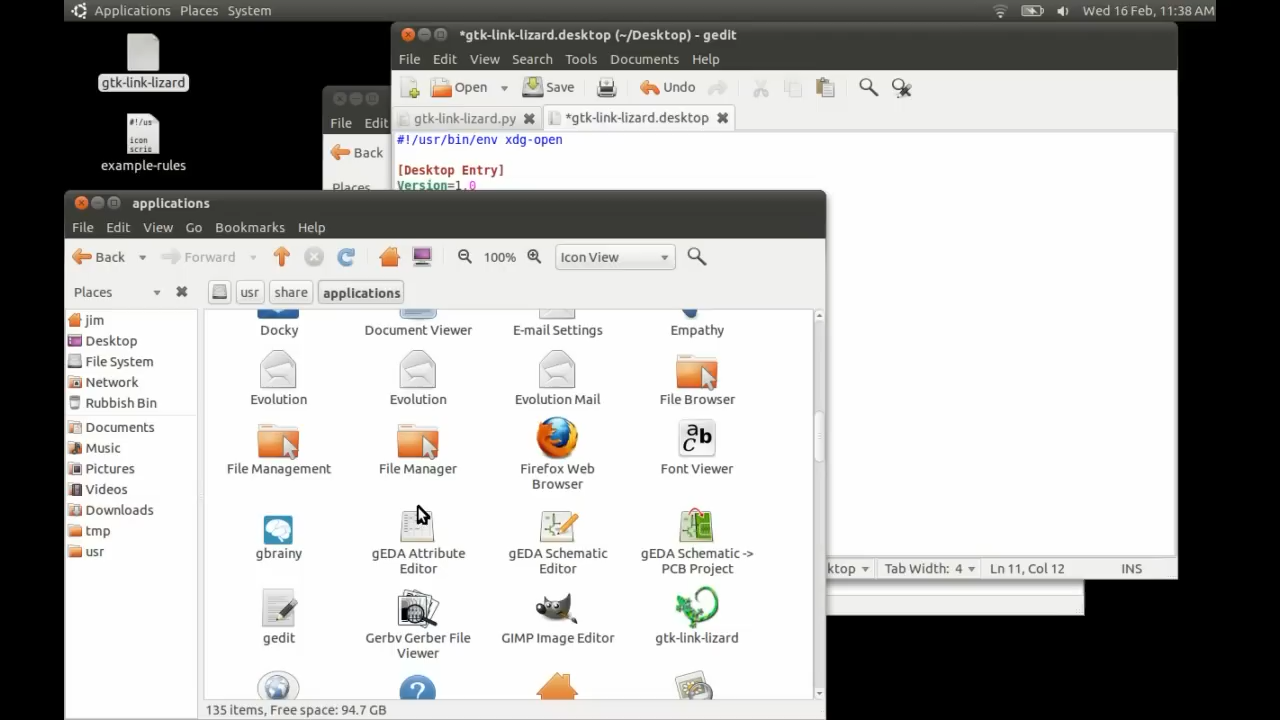 Applications Places System
Wed 16 Feb, 11:38 AM
gtk-link-lizard
#!/us
icon
scrip
example-rules
*gtk-link-lizard.desktop (~/Desktop) - gedit
File Edit View Search Tools Documents Help
Open Save Undo
gtk-link-lizard.py *gtk-link-lizard.desktop
#!/usr/bin/env xdg-open
[Desktop Entry]
Version=1.0
File Edit
Back
Places
applications
File Edit View Go Bookmarks Help
Back Forward 100% Icon View
Places usr share applications
jim
Desktop
File System
Network
Rubbish Bin
Documents
Music
Pictures
Videos
Downloads
tmp
usr
Docky Document Viewer E-mail Settings Empathy
Evolution Evolution Evolution Mail File Browser
File Management File Manager Firefox Web Browser Font Viewer
gbrainy gEDA Attribute Editor gEDA Schematic Editor gEDA Schematic -> PCB Project
gedit Gerbv Gerber File Viewer GIMP Image Editor gtk-link-lizard
135 items, Free space: 94.7 GB
ktop Tab Width: 4 Ln 11, Col 12 INS